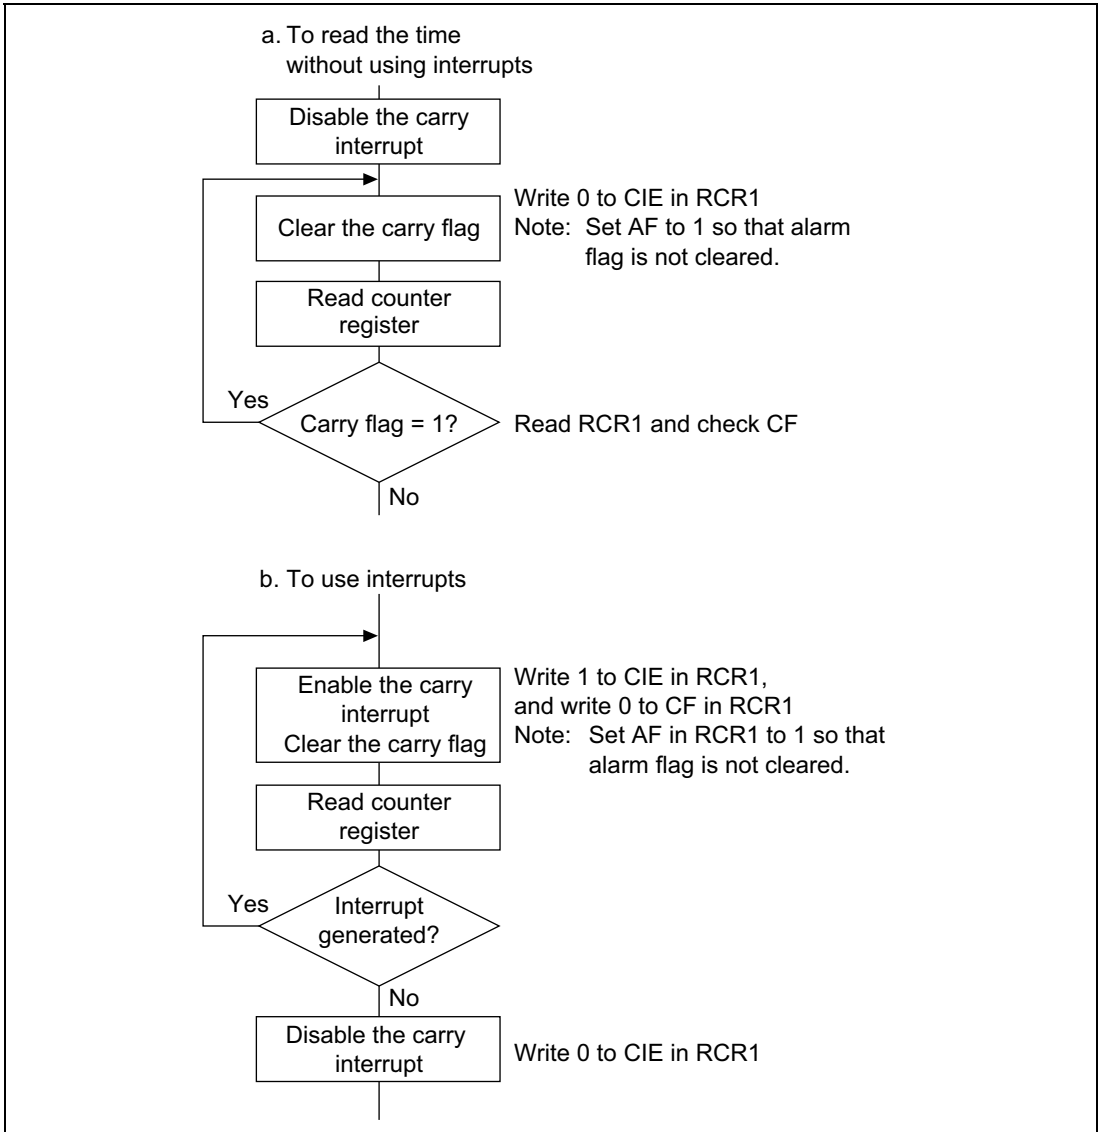 a. To read the time
without using interrupts
Disable the carry
interrupt
Clear the carry flag
Write 0 to CIE in RCR1
Note: Set AF to 1 so that alarm
flag is not cleared.
Read counter
register
Yes
Carry flag = 1?
Read RCR1 and check CF
No
b. To use interrupts
Enable the carry
interrupt
Clear the carry flag
Write 1 to CIE in RCR1,
and write 0 to CF in RCR1
Note: Set AF in RCR1 to 1 so that
alarm flag is not cleared.
Read counter
register
Yes
Interrupt
generated?
No
Disable the carry
interrupt
Write 0 to CIE in RCR1